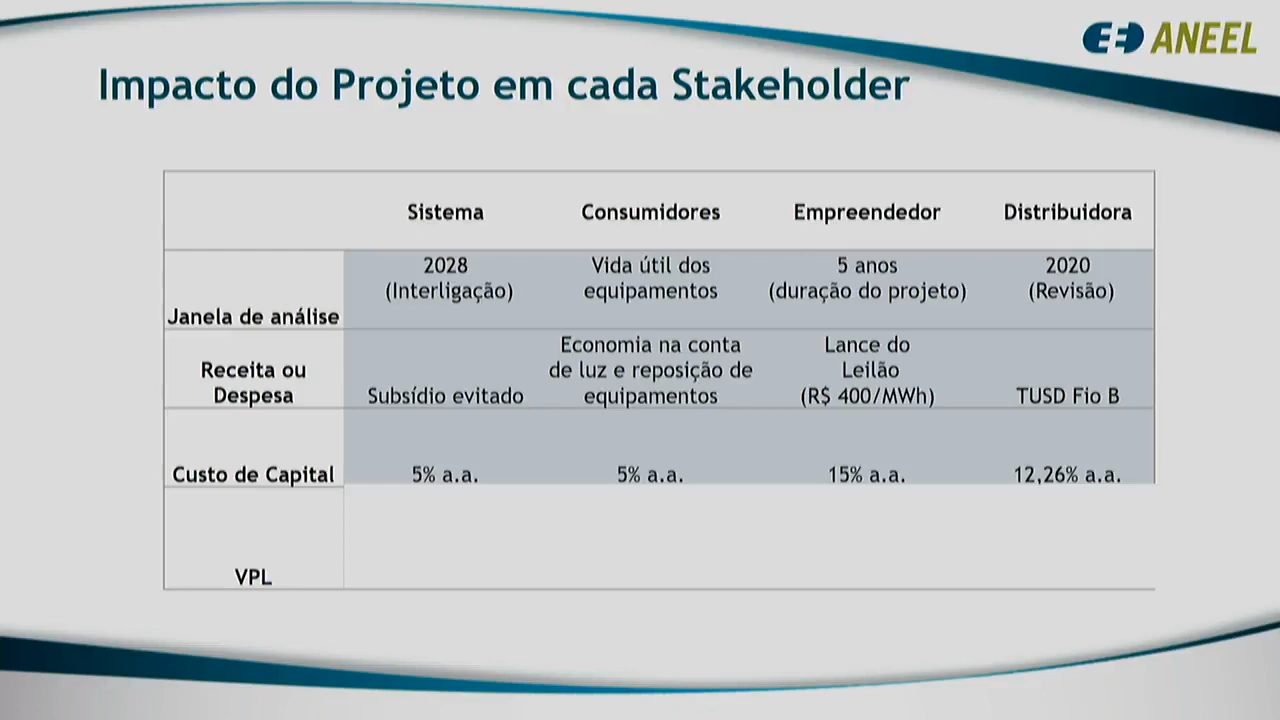 ANEEL
Impacto do Projeto em cada Stakeholder
Sistema Consumidores Empreendedor Distribuidora
Janela de análise
2028
(Interligação)
Vida útil dos
equipamentos
5 anos
(duração do projeto)
2020
(Revisão)
Receita ou
Despesa
Subsídio evitado
Economia na conta
de luz e reposição de
equipamentos
Lance do
Leilão
(R$ 400/MWh)
TUSD Fio B
Custo de Capital 5% a.a. 5% a.a. 15% a.a. 12,26% a.a.
VPL